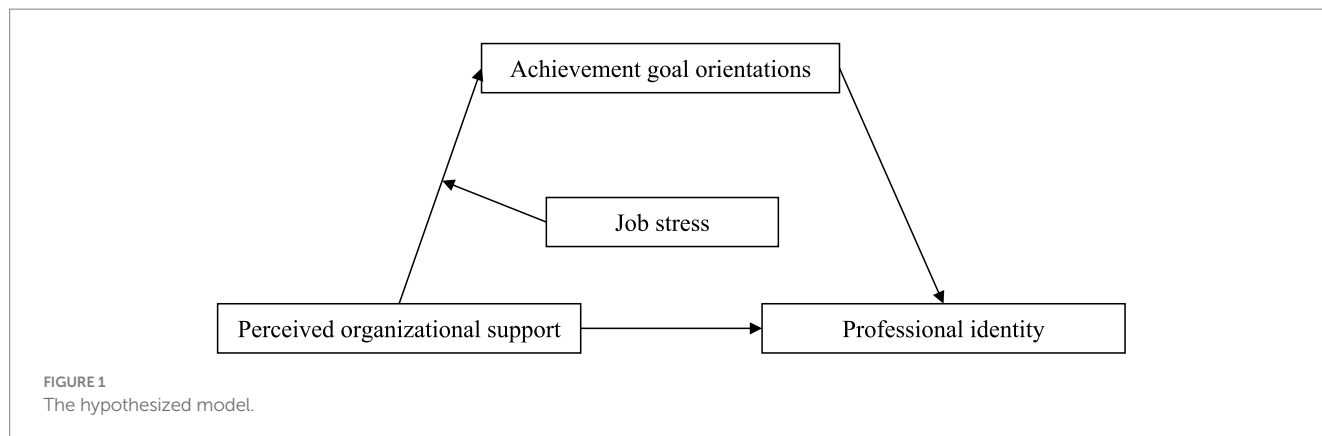 Achievement goal orientations
Job stress
Perceived organizational support
Professional identity
FIGURE 1
The hypothesized model.